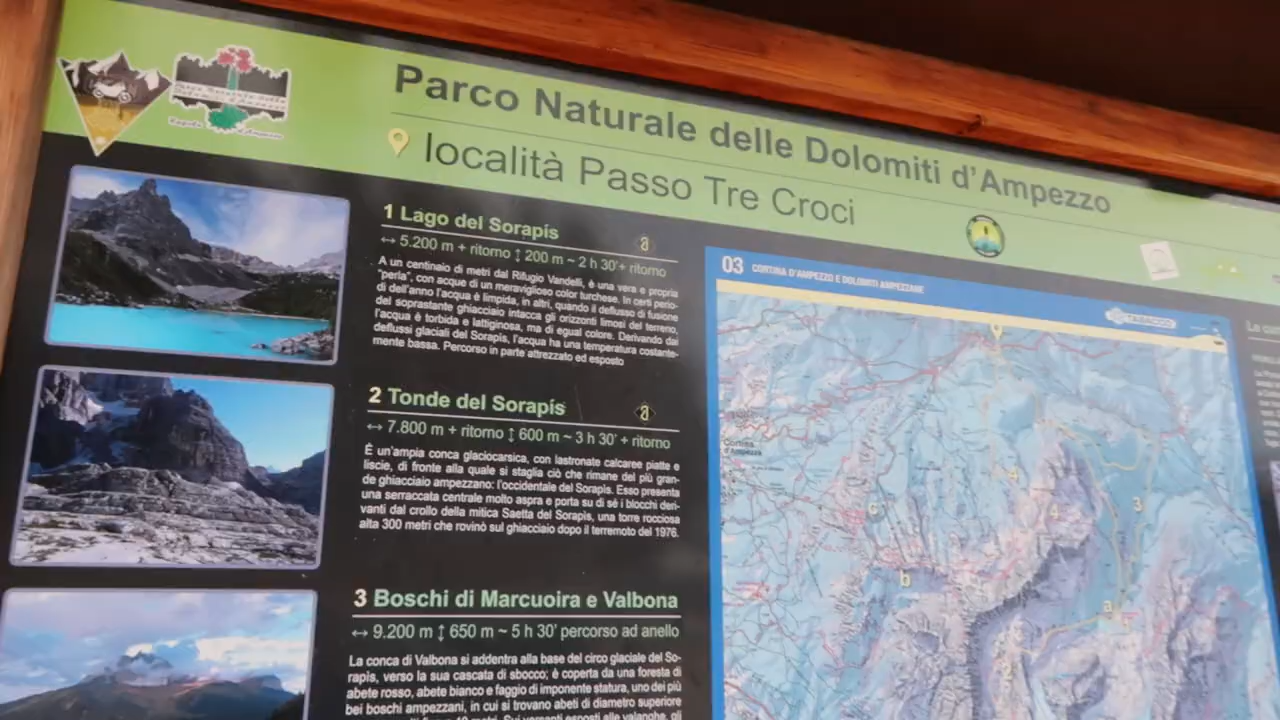 Parco Naturale delle Dolomiti d'Ampezzo
località Passo Tre Croci
1 Lago del Sorapís
↔ 5.200 m + ritorno ↕ 200 m ~ 2 h 30'+ ritorno
A un centinaio di metri dal Rifugio Vandelli, è una vera e propria
"perla", con acque di un meraviglioso color turchese. In certi perio-
di dell'anno l'acqua è limpida, in altri, quando il deflusso di fusione
del soprastante ghiacciaio intacca gli orizzonti limosi del terreno,
l'acqua è torbida e lattiginosa, ma di egual colore. Derivando dai
deflussi glaciali del Sorapis, l'acqua ha una temperatura costante-
mente bassa. Percorso in parte attrezzato ed esposto
2 Tonde del Sorapís
↔ 7.800 m + ritorno ↕ 600 m ~ 3 h 30' + ritorno
È un'ampia conca glaciocarsica, con lastronate calcaree piatte e
liscie, di fronte alla quale si staglia ciò che rimane del più gran-
de ghiacciaio ampezzano: l'occidentale del Sorapis. Esso presenta
una serraccata centrale molto aspra e porta su di sé i blocchi deri-
vanti dal crollo della mitica Saetta del Sorapis, una torre rocciosa
alta 300 metri che rovinò sul ghiacciaio dopo il terremoto del 1976.
3 Boschi di Marcuoira e Valbona
↔ 9.200 m ↕ 650 m ~ 5 h 30' percorso ad anello
La conca di Valbona si addentra alla base del circo glaciale del So-
rapis, verso la sua cascata di sbocco; è coperta da una foresta di
abete rosso, abete bianco e faggio di imponente statura, uno dei più
bei boschi ampezzani, in cui si trovano abeti di diametro superiore
03 CORTINA D'AMPEZZO E DOLOMITI AMPEZZANE
TABACCO
Cortina
d'Ampezzo
4
4
3
c
b
a